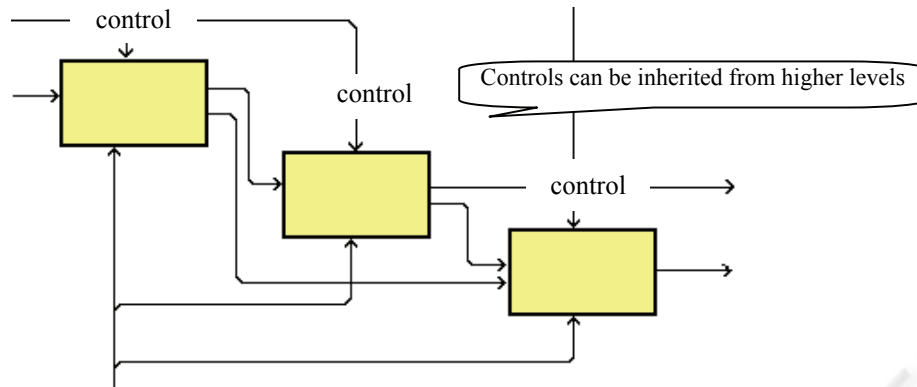 control
control
Controls can be inherited from higher levels
control